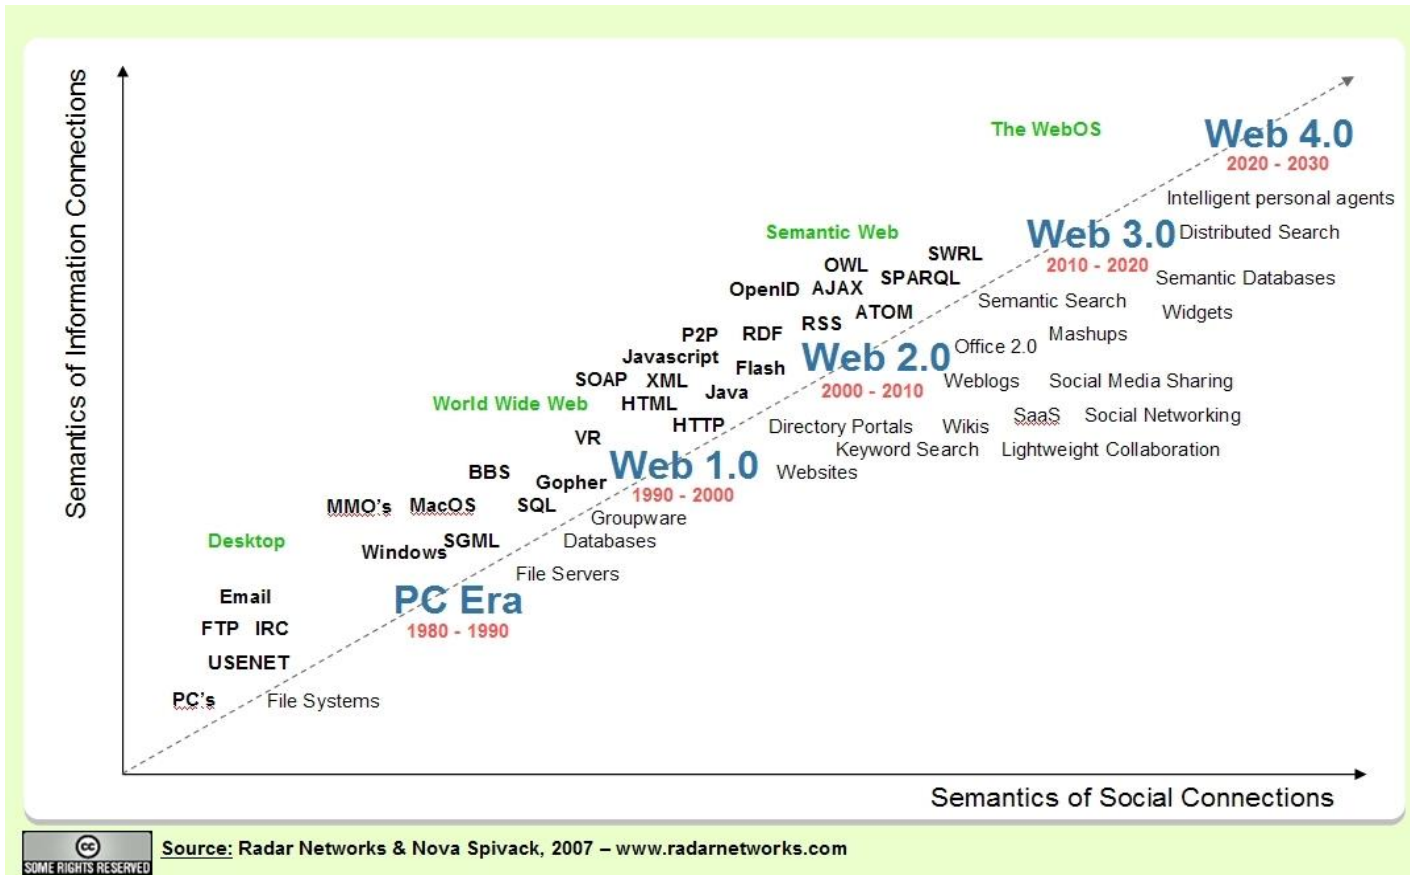 Semantics of Information Connections
The WebOS
Web 4.0
2020 - 2030
Intelligent personal agents
Semantic Web
Web 3.0
Distributed Search
2010 - 2020
SWRL
OWL
SPARQL
Semantic Databases
OpenID
AJAX
Semantic Search
Widgets
ATOM
RSS
P2P
RDF
Mashups
Office 2.0
Javascript
Web 2.0
Flash
2000 - 2010
SOAP
XML
Weblogs
Social Media Sharing
Java
World Wide Web
HTML
SaaS
Social Networking
HTTP
Directory Portals
Wikis
VR
Keyword Search
Lightweight Collaboration
Web 1.0
Websites
1990 - 2000
BBS
Gopher
MMO's
MacOS
SQL
Groupware
Desktop
SGML
Databases
Windows
File Servers
PC Era
1980 - 1990
Email
FTP
IRC
USENET
PC's
File Systems
Semantics of Social Connections
cc
SOME RIGHTS RESERVED
Source: Radar Networks & Nova Spivack, 2007 – www.radarnetworks.com